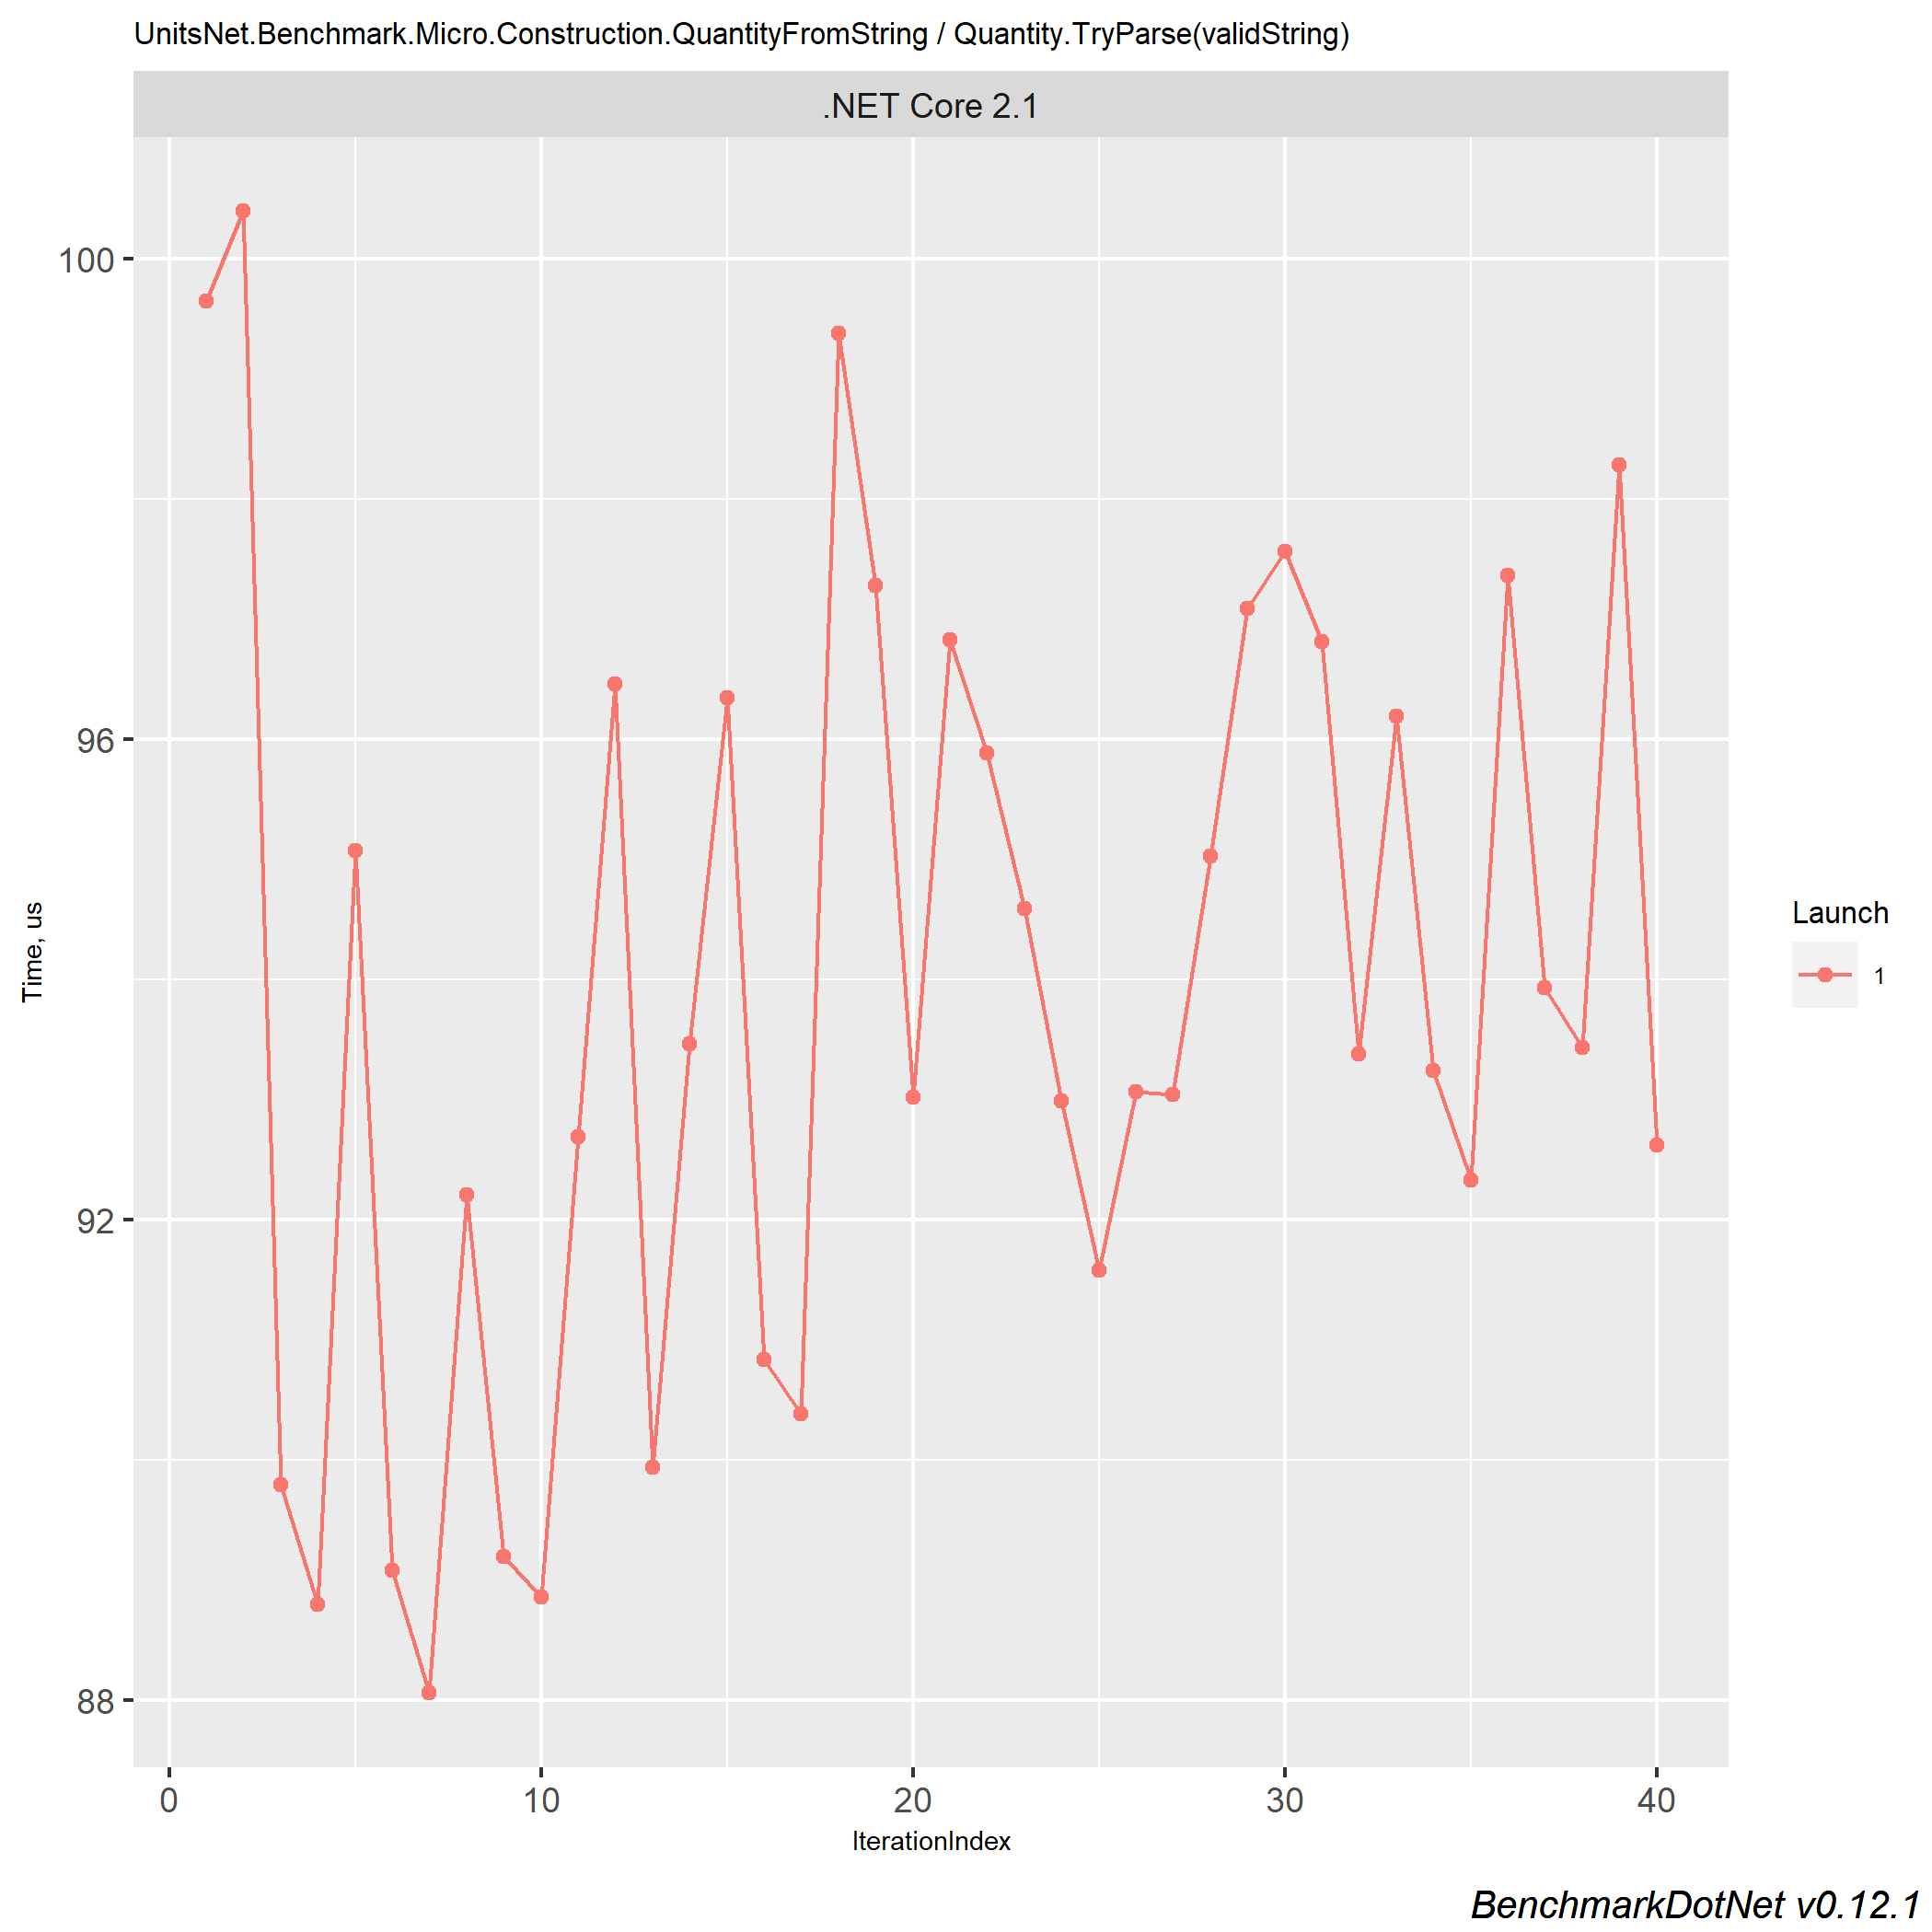 UnitsNet.Benchmark.Micro.Construction.QuantityFromString / Quantity.TryParse(validString)
.NET Core 2.1
100
96
92
88
Time, us
0 10 20 30 40
IterationIndex
Launch
1
BenchmarkDotNet v0.12.1